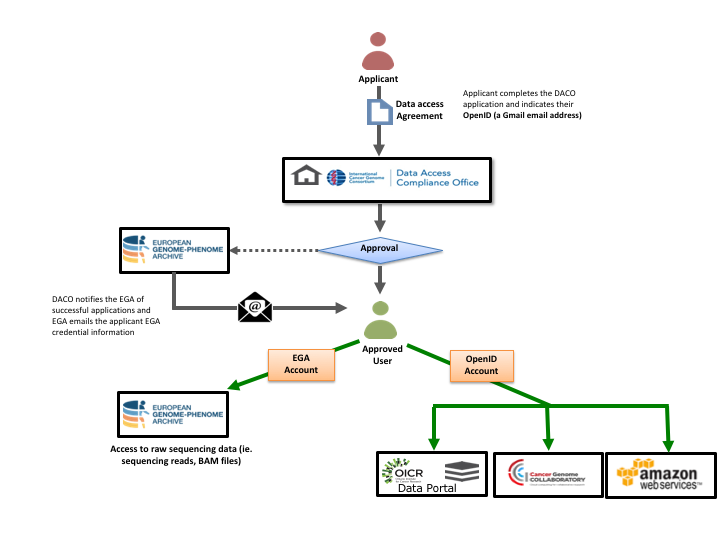 Applicant
Data access
Agreement
Applicant completes the DACO
application and indicates their
OpenID (a Gmail email address)
International
Cancer Genome
Consortium
Data Access
Compliance Office
EUROPEAN
GENOME-PHENOME
ARCHIVE
Approval
@
DACO notifies the EGA of
successful applications and
EGA emails the applicant EGA
credential information
Approved
User
EGA
Account
OpenID
Account
EUROPEAN
GENOME-PHENOME
ARCHIVE
Access to raw sequencing data (ie.
sequencing reads, BAM files)
OICR
Data Portal
Cancer Genome
COLLABORATORY
amazon
webservices™